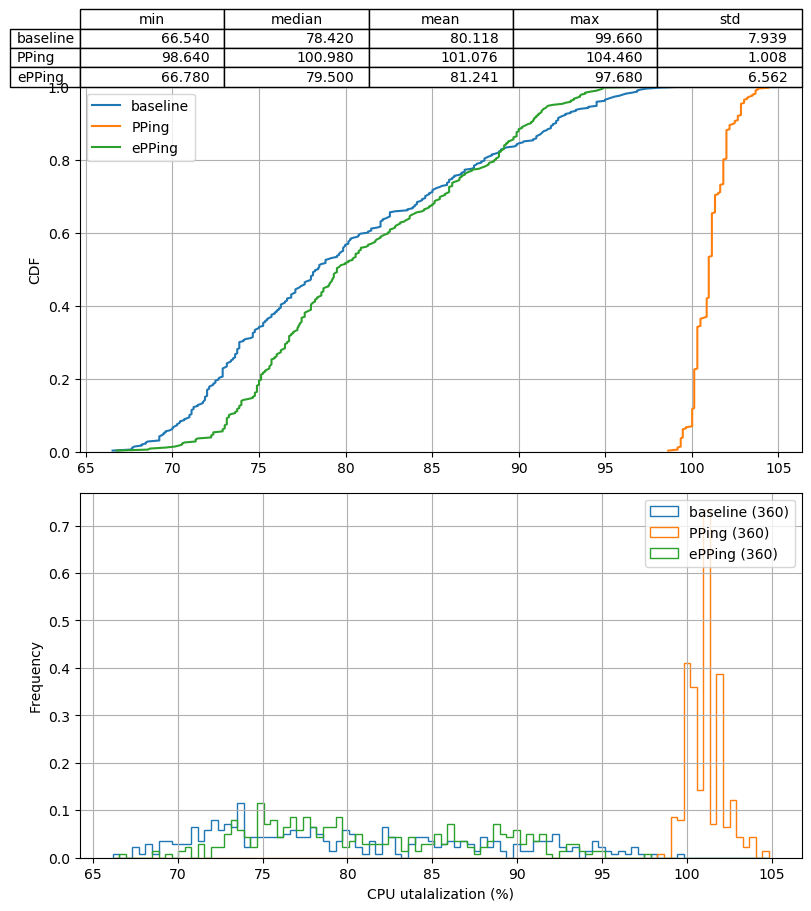 min median mean max std
baseline 66.540 78.420 80.118 99.660 7.939
PPing 98.640 100.980 101.076 104.460 1.008
ePPing 66.780 79.500 81.241 97.680 6.562
1.0
baseline
PPing
ePPing
0.8
0.6
CDF
0.4
0.2
0.0
65 70 75 80 85 90 95 100 105
baseline (360)
PPing (360)
ePPing (360)
0.7
0.6
0.5
0.4
Frequency
0.3
0.2
0.1
0.0
65 70 75 80 85 90 95 100 105
CPU utalalization (%)